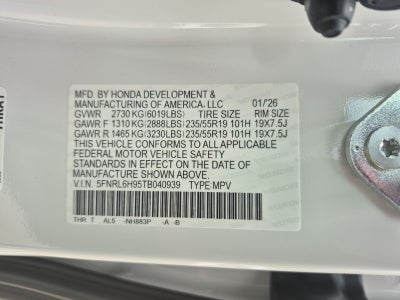 MFD. BY HONDA DEVELOPMENT &
MANUFACTURING OF AMERICA, LLC 01/26
GVWR 2730 KG(6019LBS) TIRE SIZE RIM SIZE
GAWR F 1310 KG(2888LBS) 235/55R19 101H 19X7.5J
GAWR R 1465 KG(3230LBS) 235/55R19 101H 19X7.5J
THIS VEHICLE CONFORMS TO ALL APPLICABLE
FEDERAL MOTOR VEHICLE SAFETY
STANDARDS IN EFFECT ON THE DATE OF
MANUFACTURE SHOWN ABOVE.
V.I.N. 5FNRL6H95TB040939 TYPE:MPV
THR T AL5 -NH883P -A -B